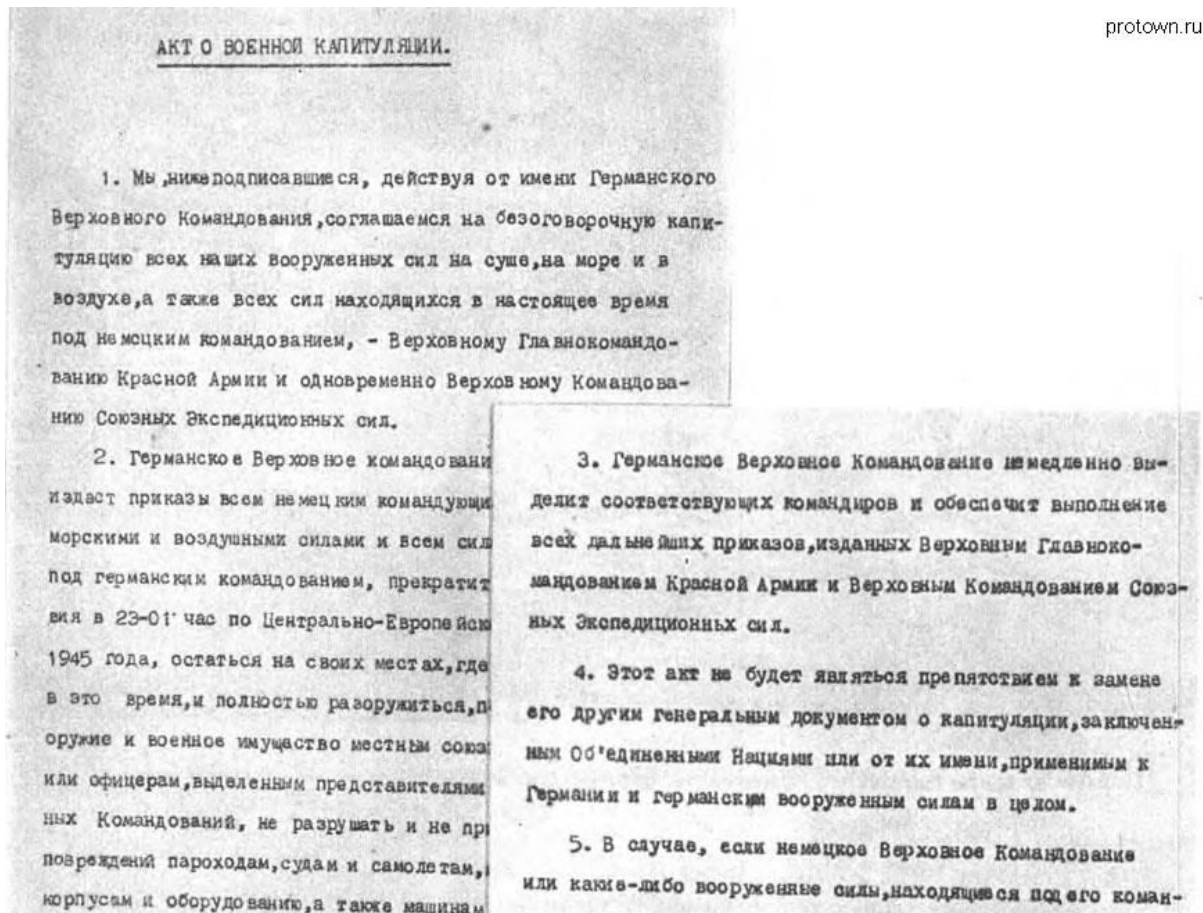 protown.ru
АКТ О ВОЕННОЙ КАПИТУЛЯЦИИ.
1. Мы ,нижеподписавшиеся, действуя от имени Германского
Верховного Командования,соглашаемся на безоговорочную капи-
туляцию всех наших вооруженных сил на суше,на море и в
воздухе,а также всех сил находящихся в настоящее время
под немецким командованием, - Верховному Главнокомандо-
ванию Красной Армии и одновременно Верховному Командова-
нию Союзных Экспедиционных сил.
2. Германское Верховное командовани
издаст приказы всем немецким командующи
морскими и воздушными силами и всем сил
под германским командованием, прекратит
вия в 23-01 час по Центрально-Европейск
1945 года, остаться на своих местах,где
в это время,и полностью разоружиться,п
оружие и военное имущество местным союз
или офицерам,выделенным представителями
ных Командований, не разрушать и не пр
повреждений пароходам,судам и самолетам,
корпусам и оборудованию,а также машинам
3. Германское Верховное Командование немедленно вы-
делит соответствующих командиров и обеспечит выполнение
всех дальнейших приказов,изданных Верховным Главноко-
мандованием Красной Армии и Верховным Командованием Союз-
ных Экспедиционных сил.
4. Этот акт не будет являться препятствием к замене
его другим генеральным документом о капитуляции,заключен-
ным Об'единенными Нациями или от их имени,применимым к
Германии и германским вооруженным силам в целом.
5. В случае, если немецкое Верховное Командование
или какие-либо вооруженные силы,находящиеся под его коман-